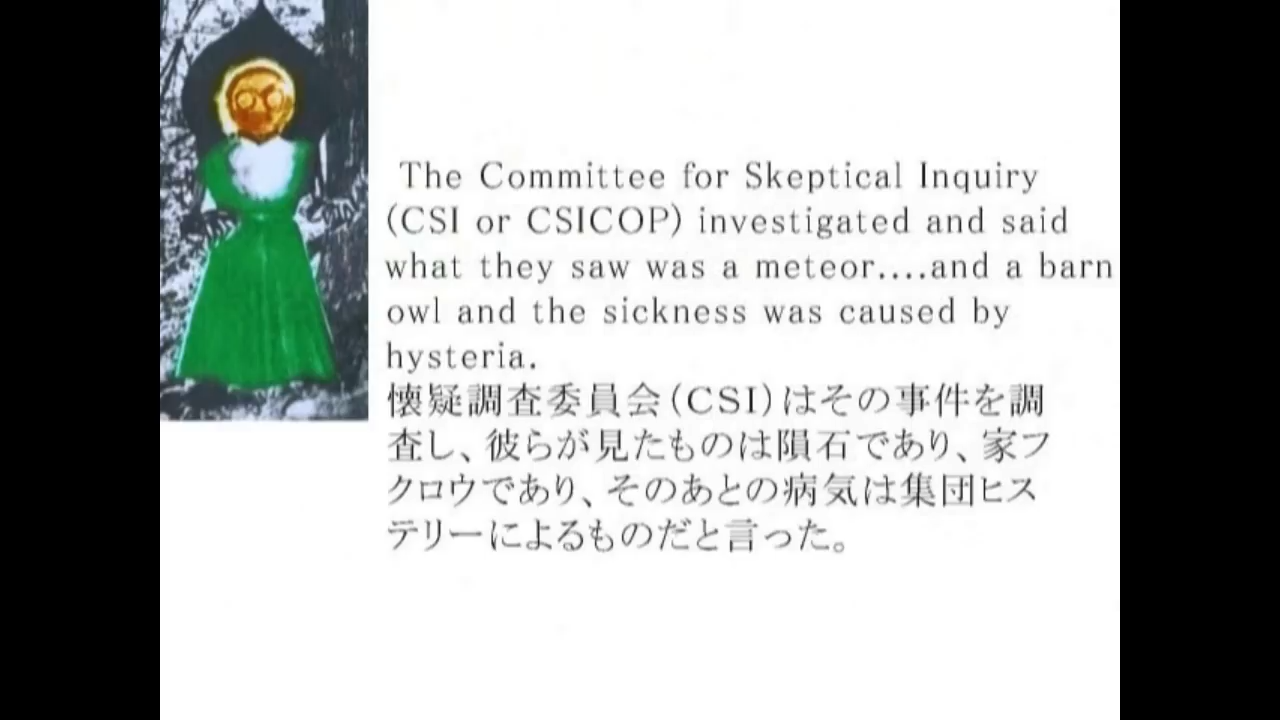 The Committee for Skeptical Inquiry
(CSI or CSICOP) investigated and said
what they saw was a meteor....and a barn
owl and the sickness was caused by
hysteria.
懐疑調査委員会(CSI)はその事件を調
査し、彼らが見たものは隕石であり、家フ
クロウであり、そのあとの病気は集団ヒス
テリーによるものだと言った。